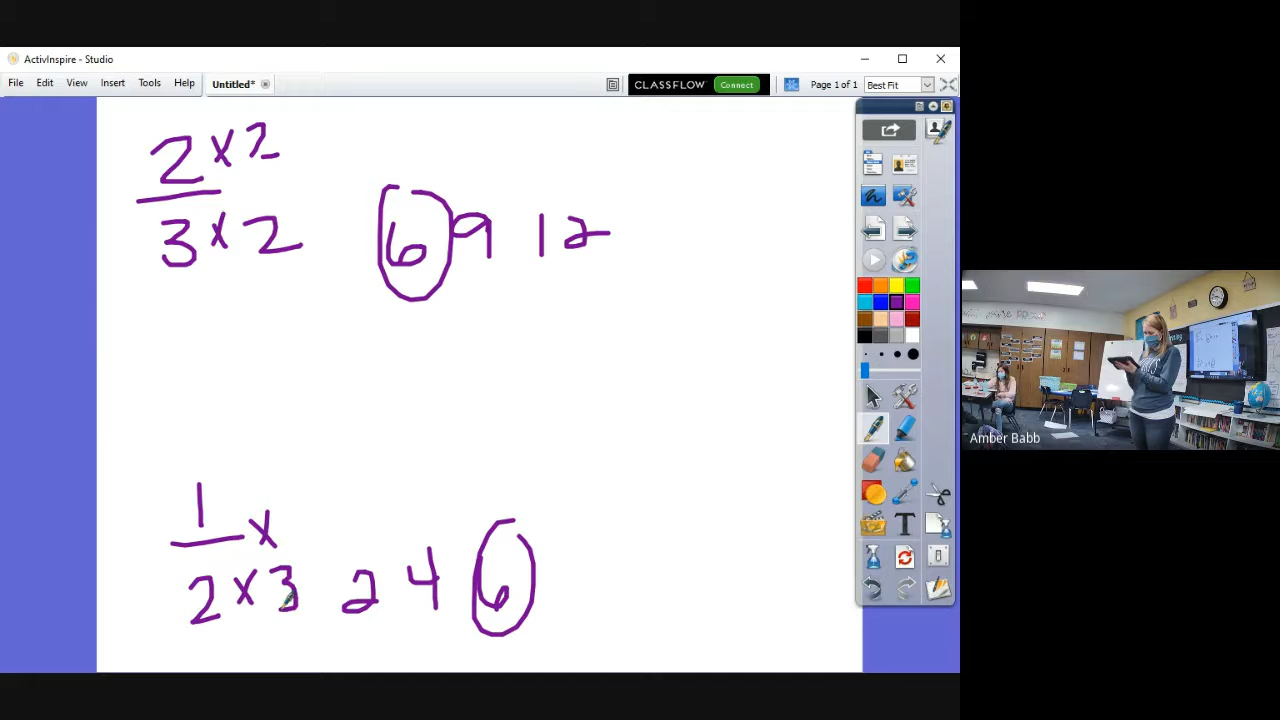 ActivInspire - Studio
File Edit View Insert Tools Help Untitled*
CLASSFLOW Connect Page 1 of 1 Best Fit
2 x 2
3 x 2 6 9 12
1 x
2 x 3 2 4 6
T
Amber Babb